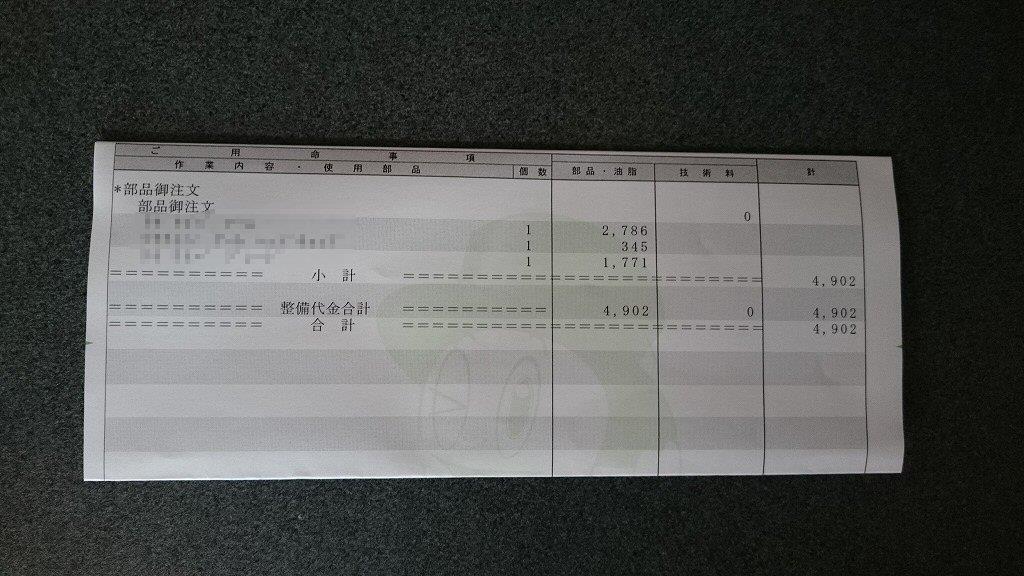 ご用命事項
作業内容・使用部品 個数 部品・油脂 技術料 計
*部品御注文
部品御注文 0
1 2,786
1 345
1 1,771
=========== 小計 ========================= 4,902
=========== 整備代金合計 ========== 4,902 0 4,902
=========== 合計 ========================= 4,902